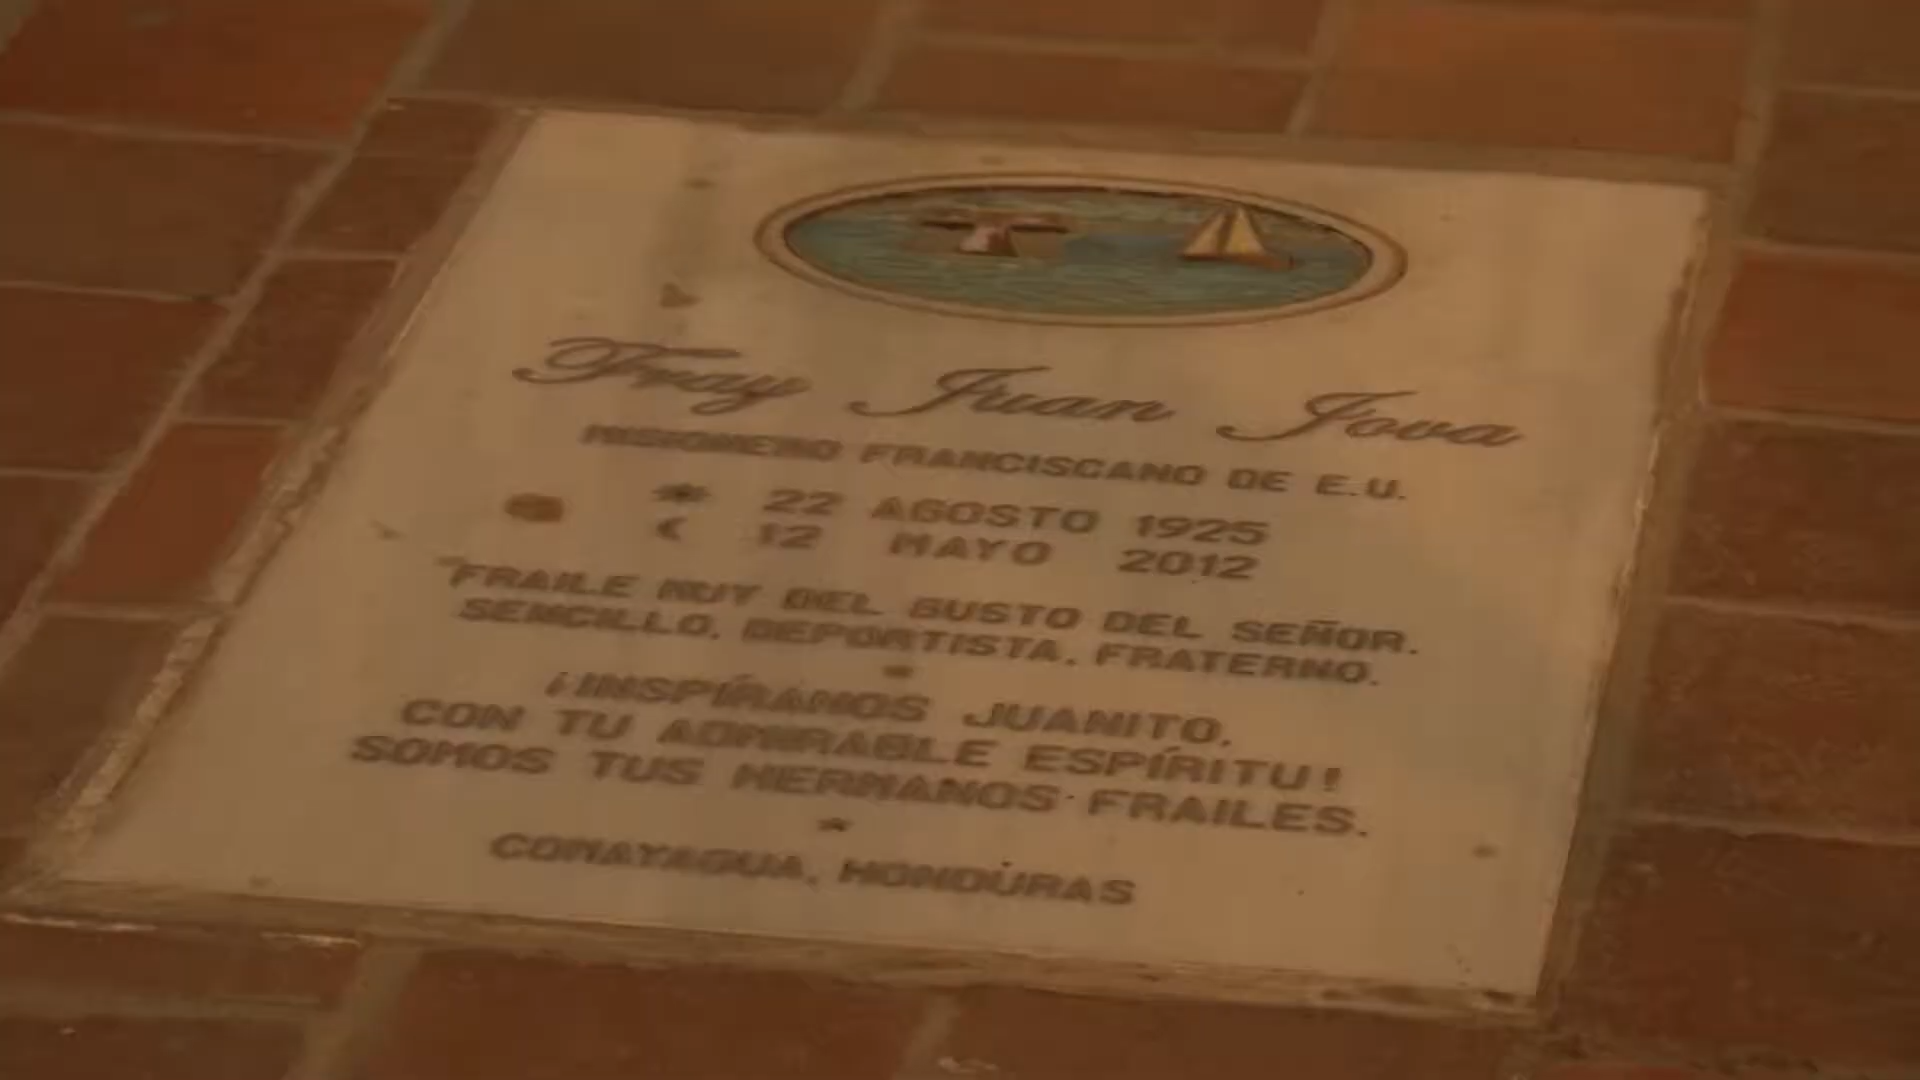 Fray Juan Jova
MISIONERO FRANCISCANO DE E.U.
* 22 AGOSTO 1925
☾ 12 MAYO 2012
"FRAILE MUY DEL GUSTO DEL SEÑOR.
SENCILLO, DEPORTISTA, FRATERNO.
¡INSPÍRANOS JUANITO,
CON TU ADMIRABLE ESPÍRITU!
SOMOS TUS HERMANOS FRAILES.
*
COMAYAGUA, HONDURAS